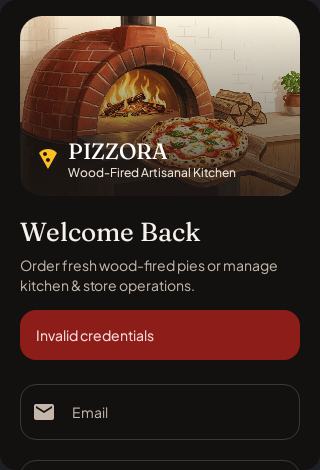 PIZZORA
Wood-Fired Artisanal Kitchen
Welcome Back
Order fresh wood-fired pies or manage
kitchen & store operations.
Invalid credentials
Email